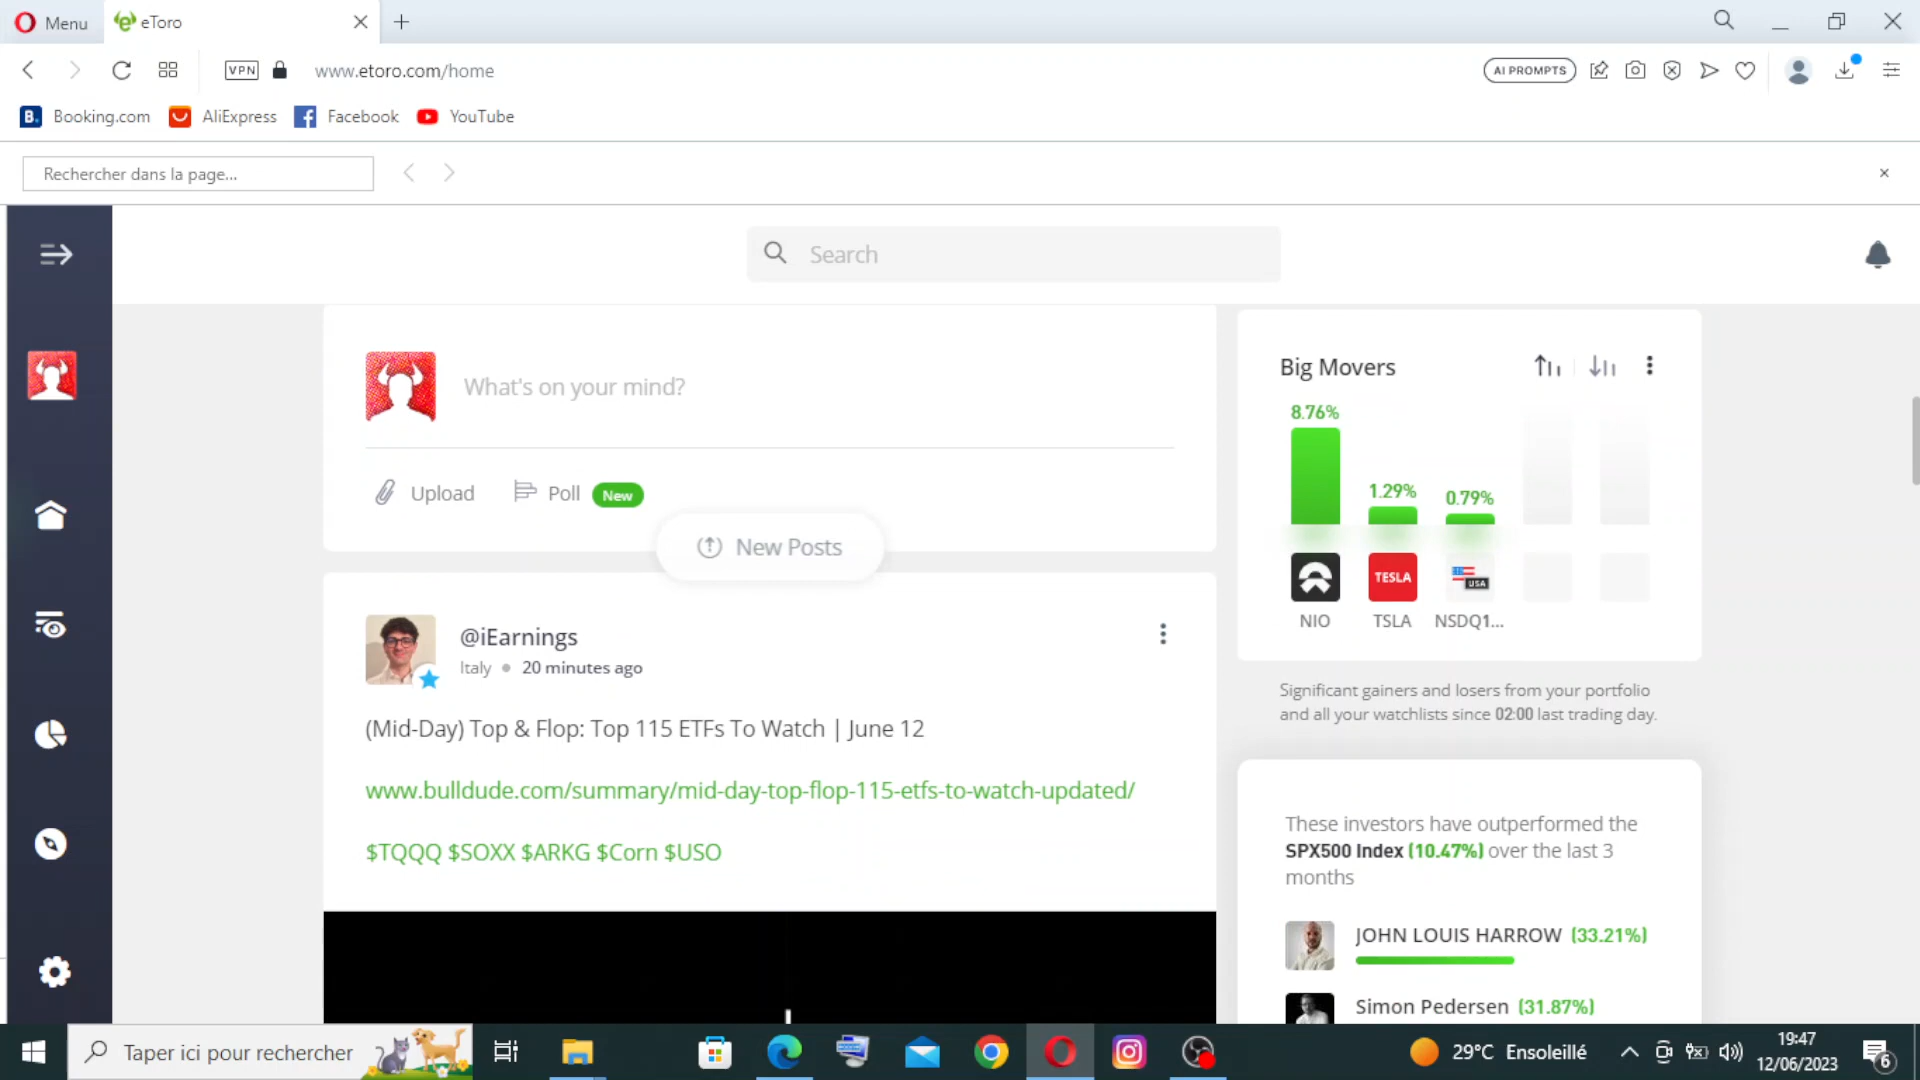 Menu
eToro
VPN
www.etoro.com/home
AI PROMPTS
B.
Booking.com
AliExpress
Facebook
YouTube
Rechercher dans la page...
Search
What's on your mind?
Upload
Poll
New
New Posts
@iEarnings
Italy
20 minutes ago
(Mid-Day) Top & Flop: Top 115 ETFs To Watch | June 12
www.bulldude.com/summary/mid-day-top-flop-115-etfs-to-watch-updated/
$TQQQ $SOXX $ARKG $Corn $USO
Big Movers
8.76%
1.29%
0.79%
TESLA
USA
NIO
TSLA
NSDQ1...
Significant gainers and losers from your portfolio
and all your watchlists since 02:00 last trading day.
These investors have outperformed the
SPX500 Index (10.47%) over the last 3
months
JOHN LOUIS HARROW (33.21%)
Simon Pedersen (31.87%)
Taper ici pour rechercher
29°C Ensoleillé
19:47
12/06/2023
6